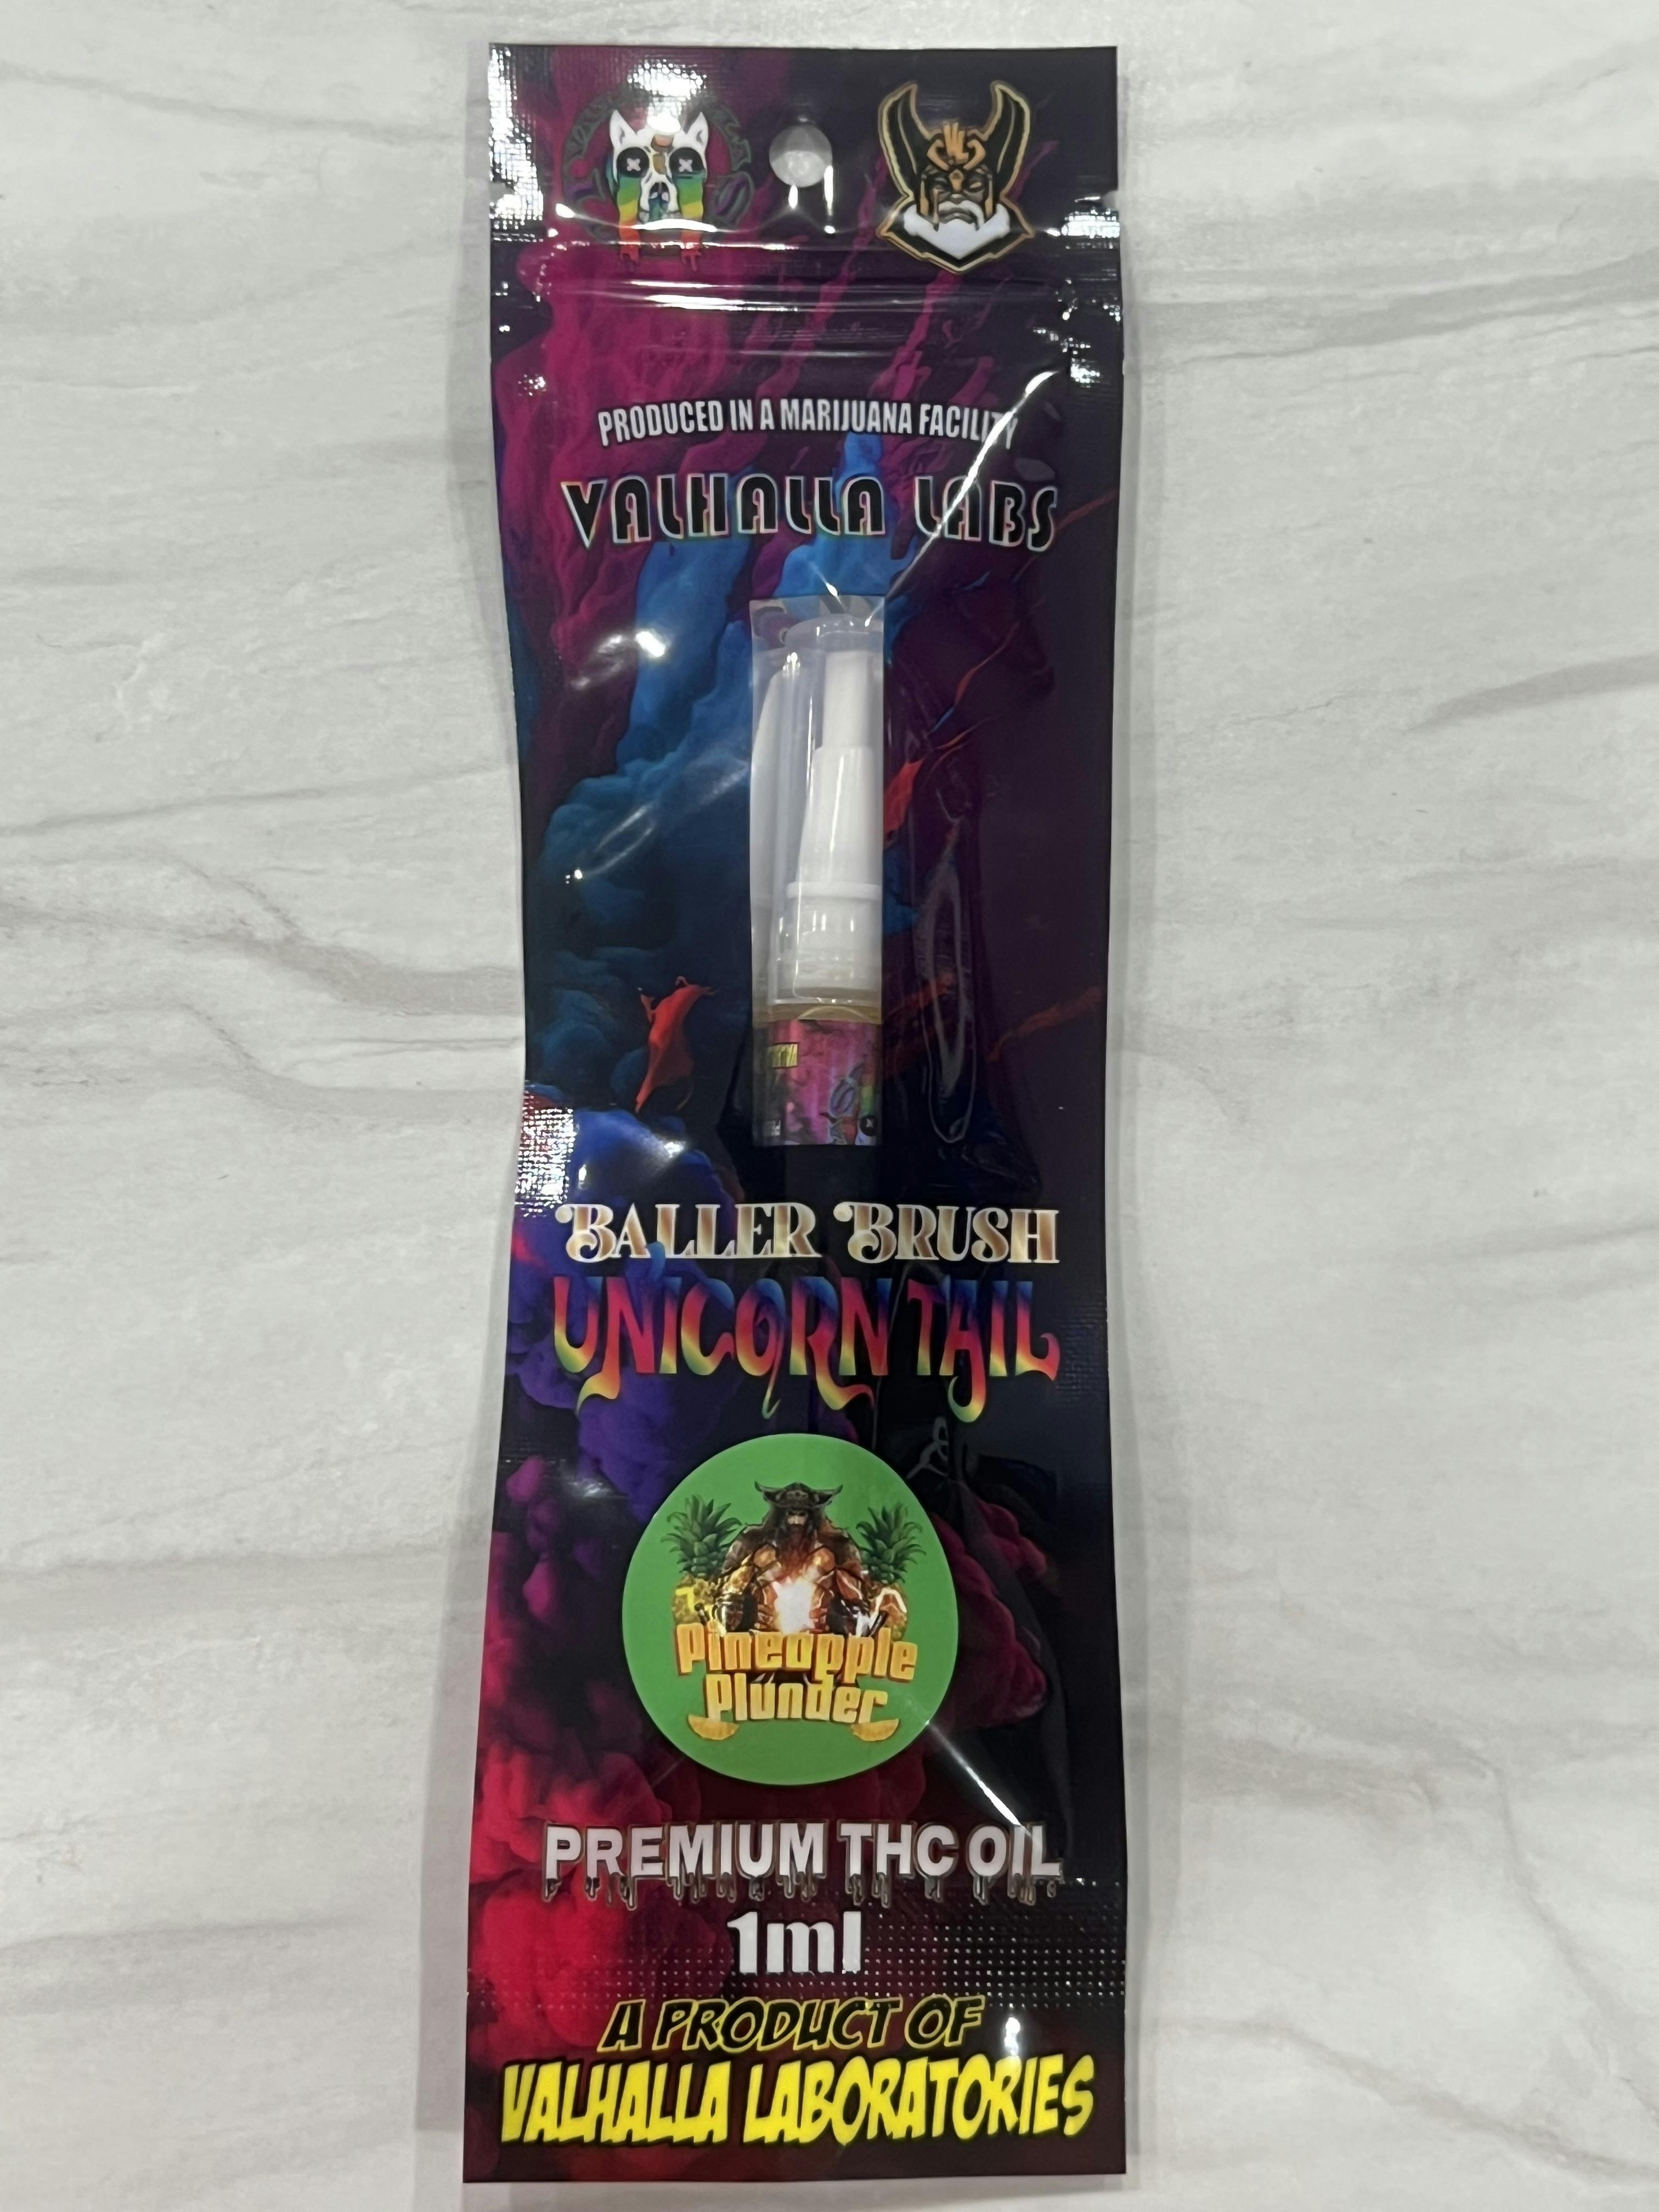 PRODUCED IN A MARIJUANA FACILITY
VALHALLA LABS
BALLER BRUSH
UNICORN TAIL
Pineapple
Plunder
PREMIUM THC OIL
1ml
A PRODUCT OF
VALHALLA LABORATORIES